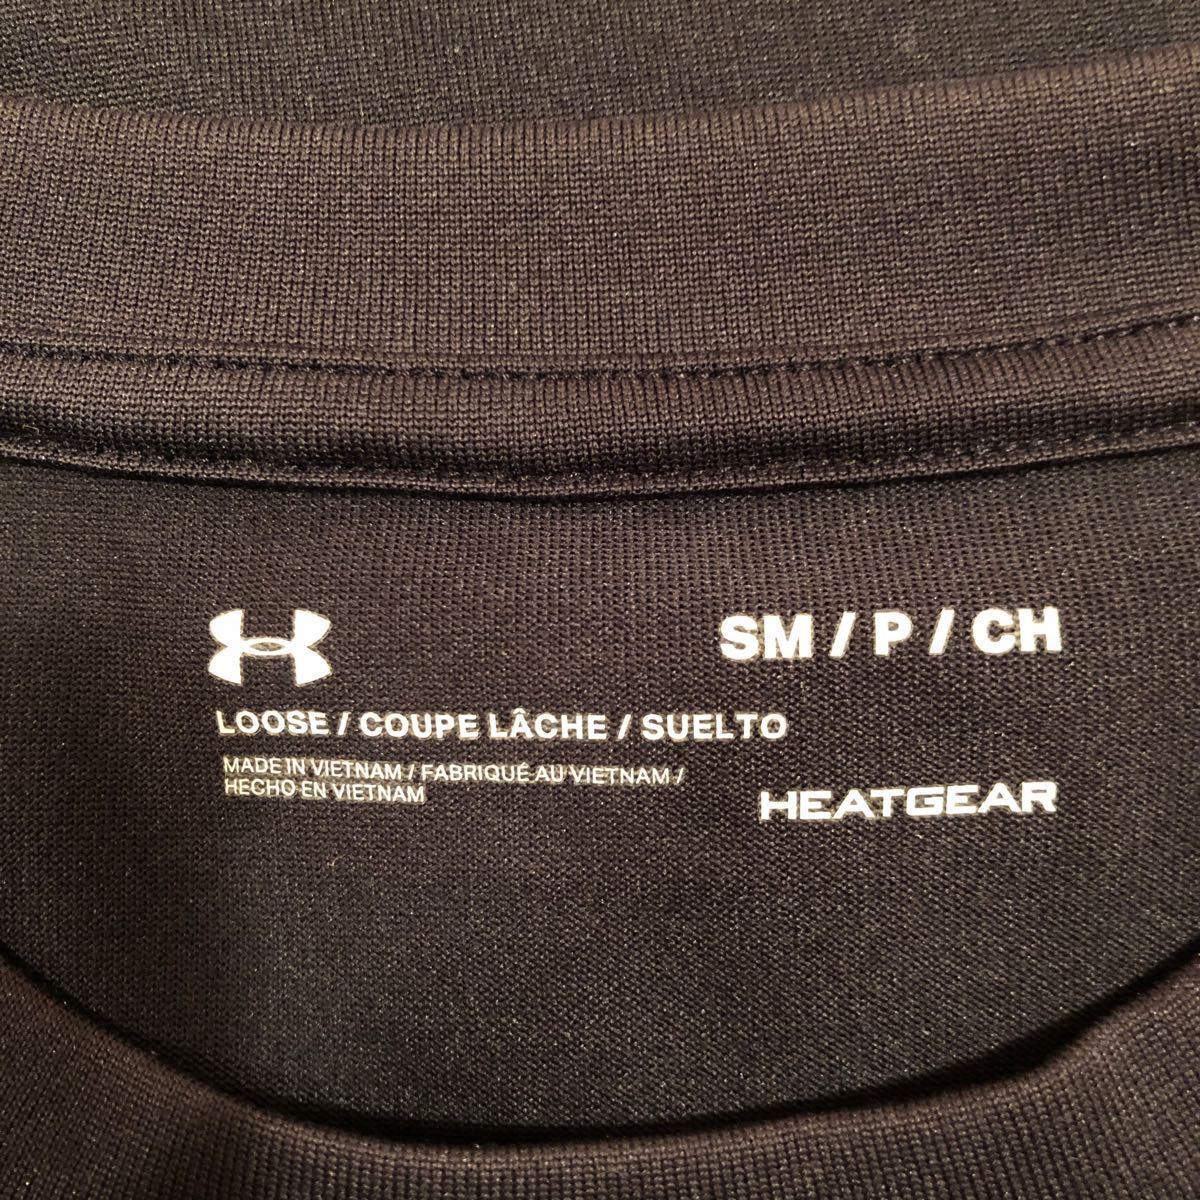 SM / P / CH
LOOSE / COUPE LÂCHE / SUELTO
MADE IN VIETNAM / FABRIQUÉ AU VIETNAM /
HECHO EN VIETNAM
HEATGEAR